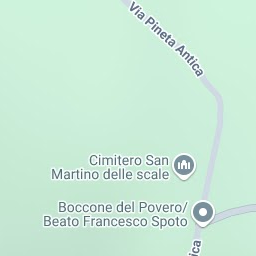 Via Pineta Antica
Cimitero San
Martino delle scale
Boccone del Povero/
Beato Francesco Spoto